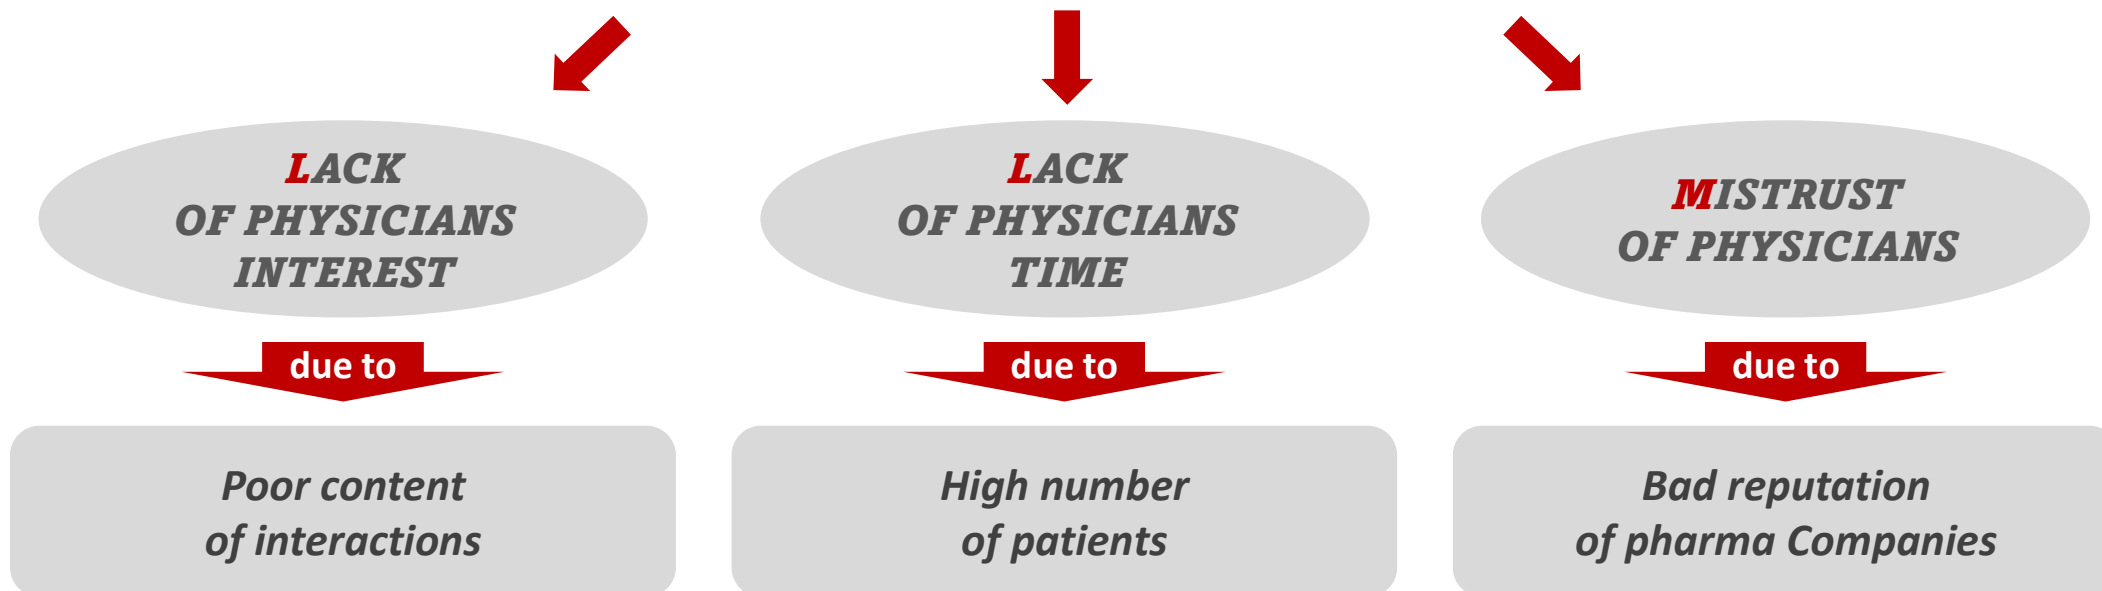 LACK
OF PHYSICIANS
INTEREST
due to
Poor content
of interactions
LACK
OF PHYSICIANS
TIME
due to
High number
of patients
MISTRUST
OF PHYSICIANS
due to
Bad reputation
of pharma Companies